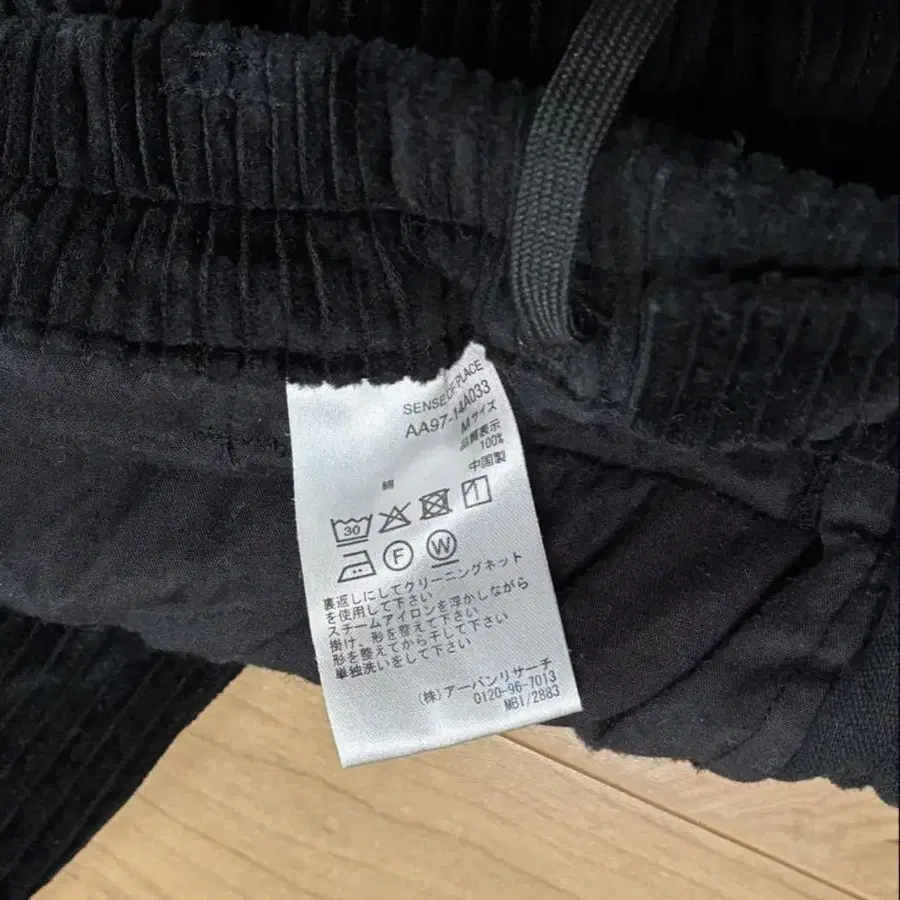 SENSE OF PLACE
AA97-14A033
Mサイズ
品質表示
綿 100%
中国製
30
F W
裏返しにしてクリーニングネット
を使用して下さい
スチームアイロンを浮かしながら
掛け、形を整えて下さい
形を整えてから干して下さい
単独洗いをして下さい
(株)アーバンリサーチ
0120-96-7013
MBI/2883